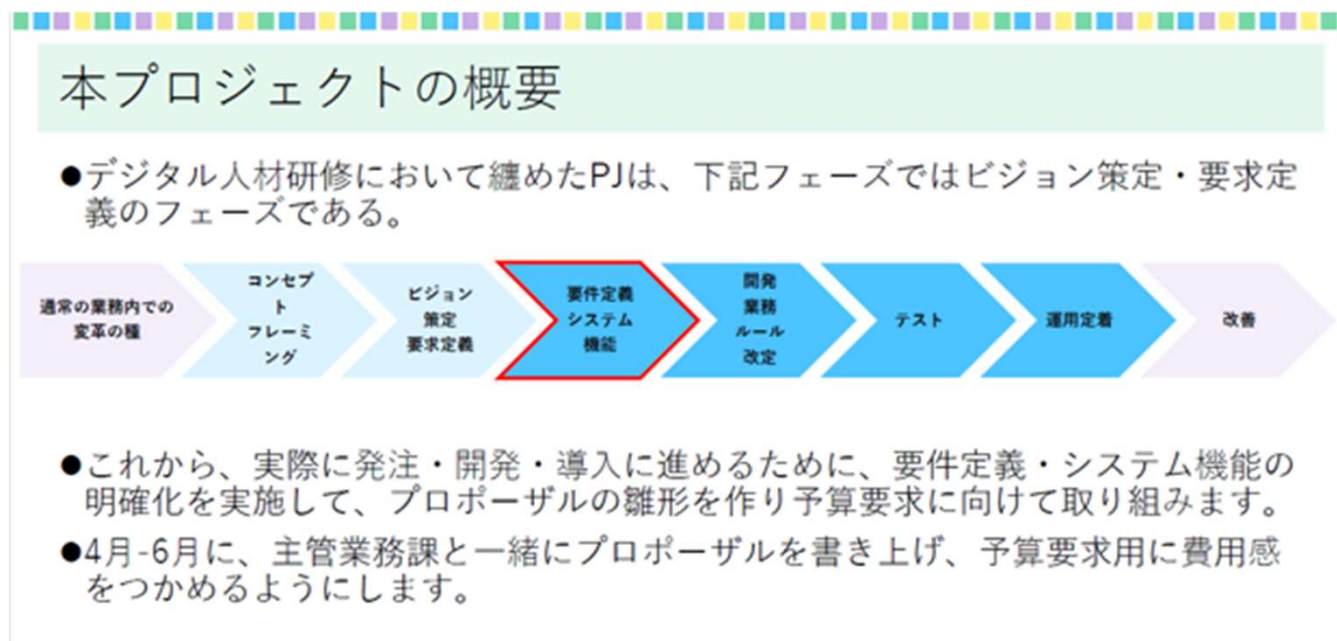 本プロジェクトの概要
●デジタル人材研修において纏めたPJは、下記フェーズではビジョン策定・要求定
義のフェーズである。
通常の業務内での
変革の種
コンセプ
ト
フレーミ
ング
ビジョン
策定
要求定義
要件定義
システム
機能
開発
業務
ルール
改定
テスト
運用定着
改善
●これから、実際に発注・開発・導入に進めるために、要件定義・システム機能の
明確化を実施して、プロポーザルの雛形を作り予算要求に向けて取り組みます。
●4月-6月に、主管業務課と一緒にプロポーザルを書き上げ、予算要求用に費用感
をつかめるようにします。